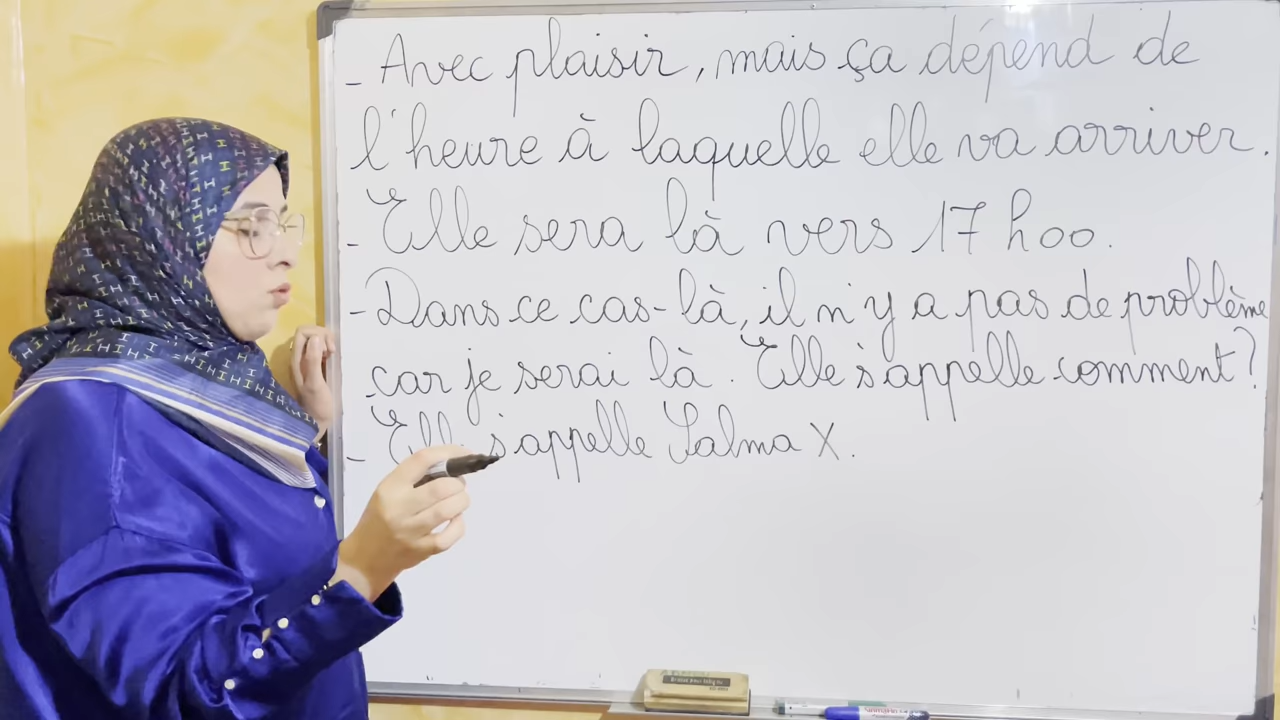 - Avec plaisir, mais ça dépend de
l'heure à laquelle elle va arriver.
- Elle sera là vers 17 h00.
- Dans ce cas-là, il n'y a pas de problème
car je serai là. Elle s'appelle comment?
- Elle s'appelle Salma X.